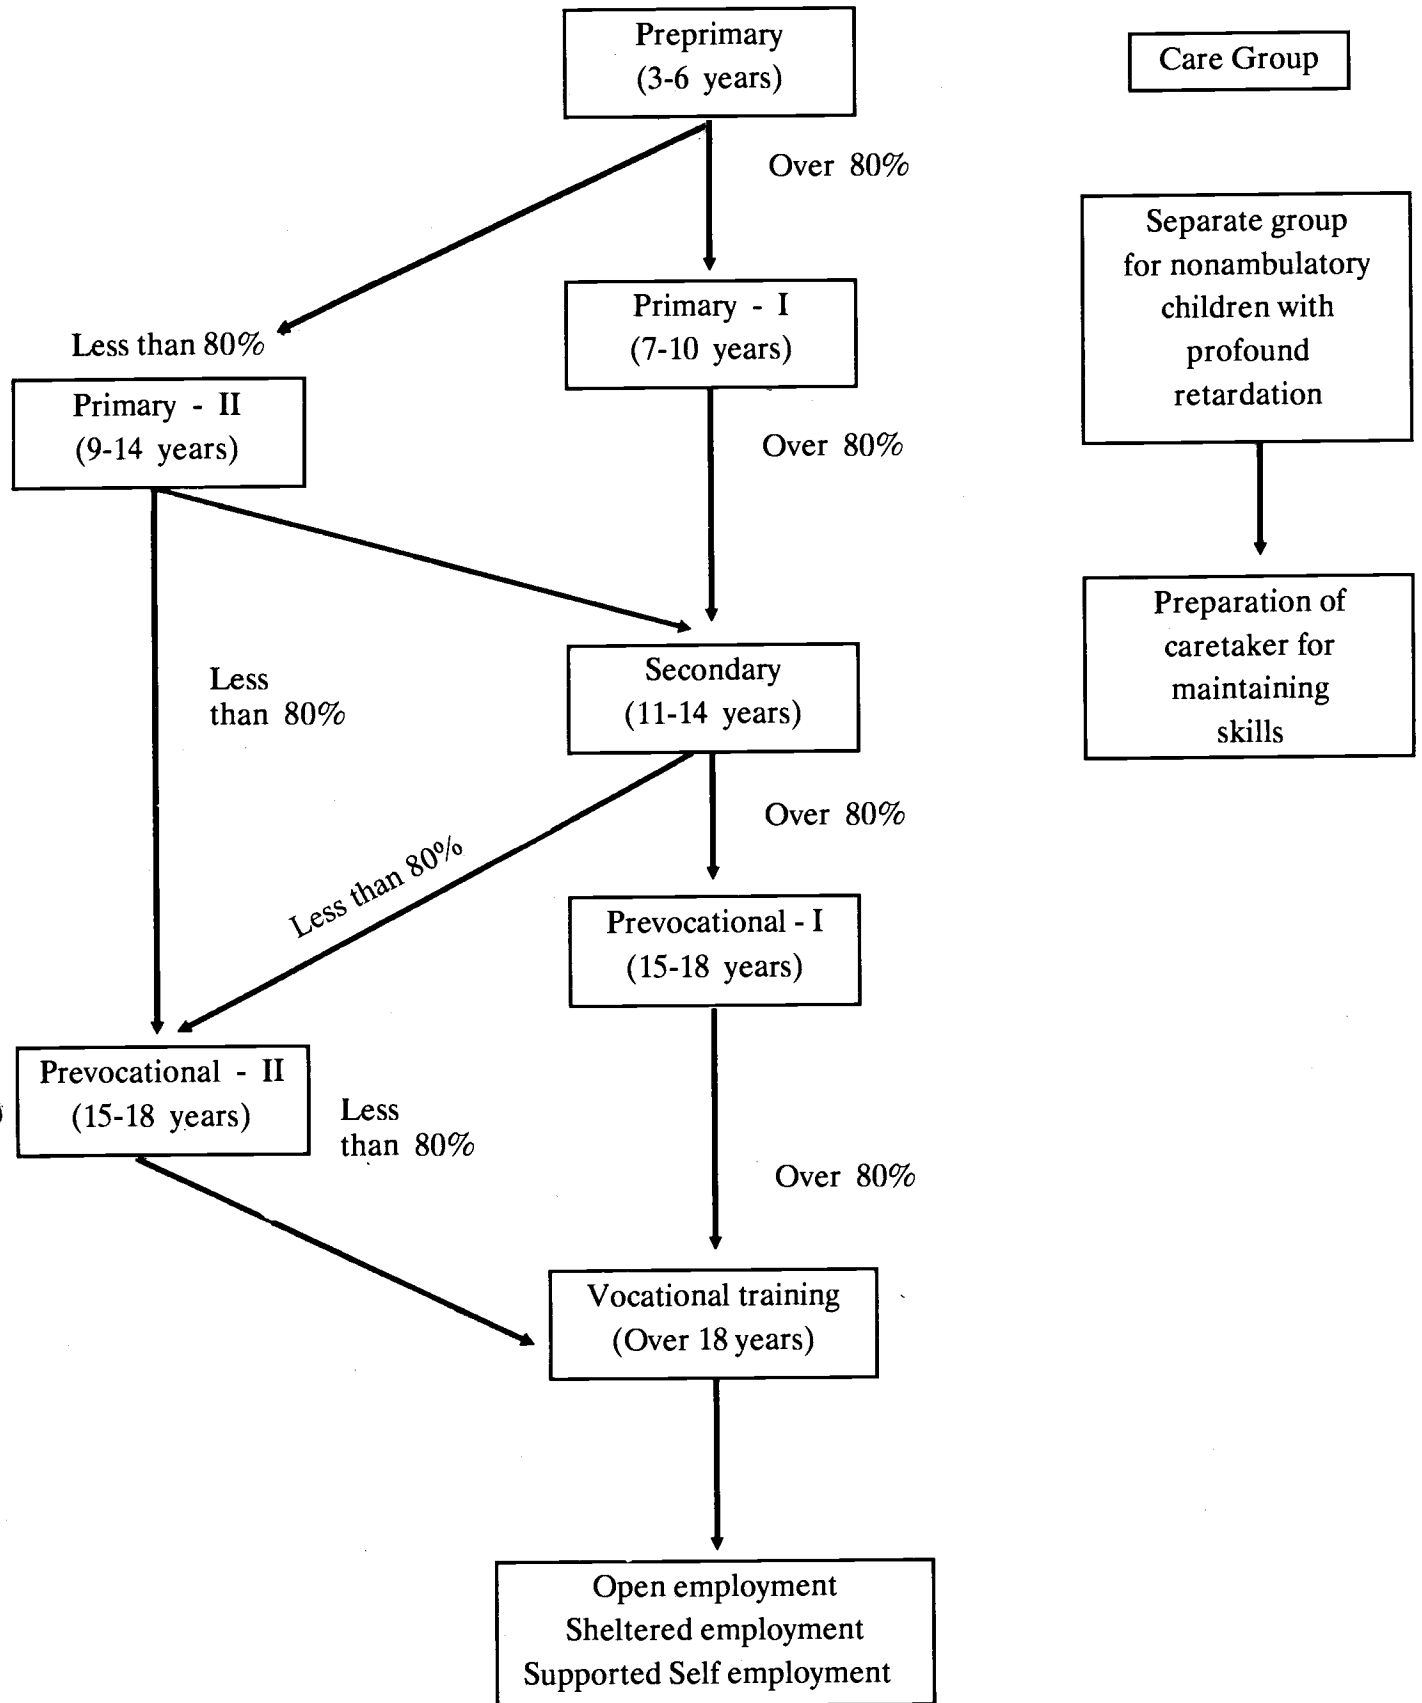 Preprimary
(3-6 years)
Care Group
Over 80%
Separate group
for nonambulatory
children with
profound
retardation
Primary - I
(7-10 years)
Less than 80%
Primary - II
(9-14 years)
Over 80%
Preparation of
caretaker for
maintaining
skills
Less
than 80%
Secondary
(11-14 years)
Over 80%
Less than 80%
Prevocational - I
(15-18 years)
Prevocational - II
(15-18 years)
Less
than 80%
Over 80%
Vocational training
(Over 18 years)
Open employment
Sheltered employment
Supported Self employment